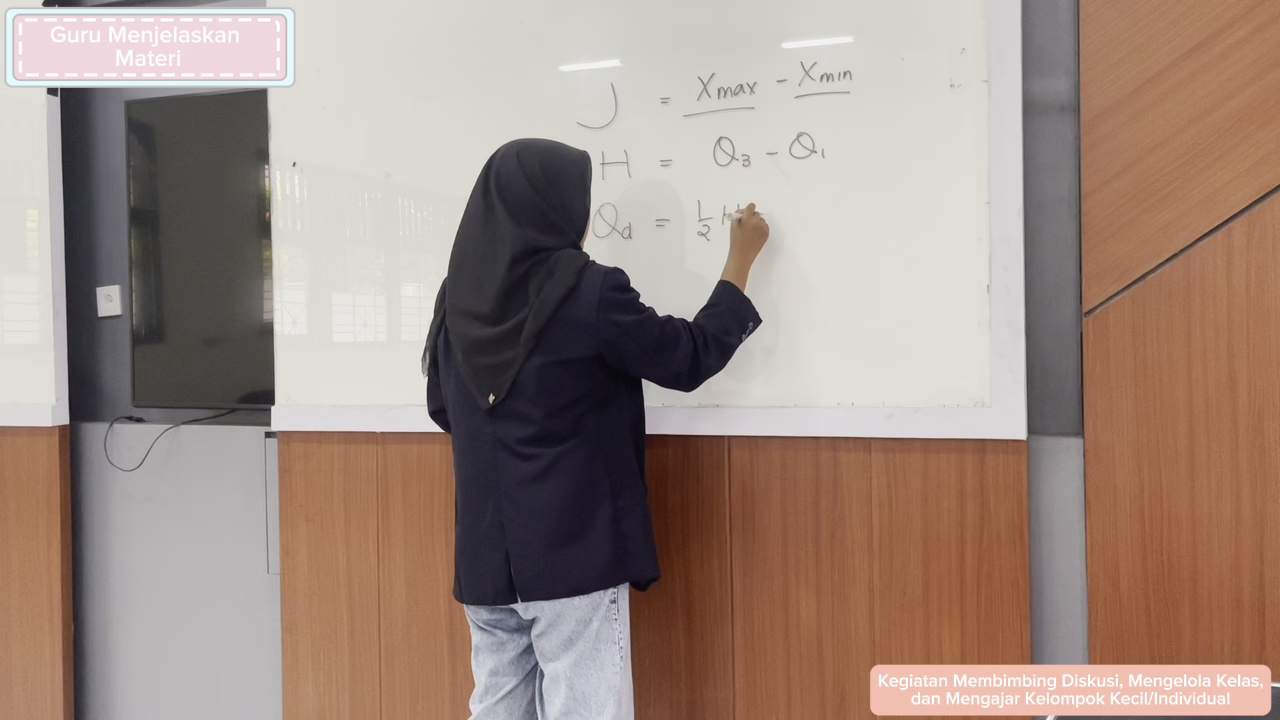 Guru Menjelaskan
Materi
J = Xmax - Xmin
H = Q3 - Q1
Qd = 1/2 H
Kegiatan Membimbing Diskusi, Mengelola Kelas,
dan Mengajar Kelompok Kecil/Individual